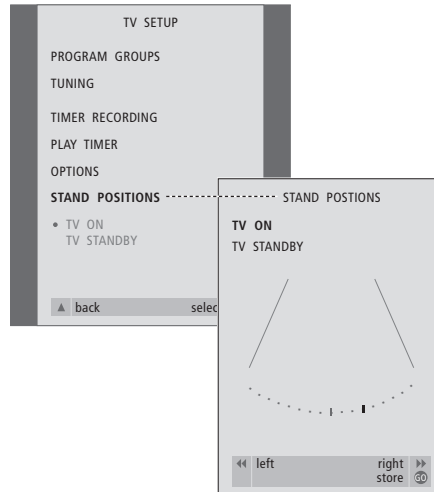 TV SETUP
PROGRAM GROUPS
TUNING
TIMER RECORDING
PLAY TIMER
OPTIONS
STAND POSITIONS
• TV ON
TV STANDBY
▲ back selec
STAND POSTIONS
TV ON
TV STANDBY
◀◀ left right ▶▶
store GO